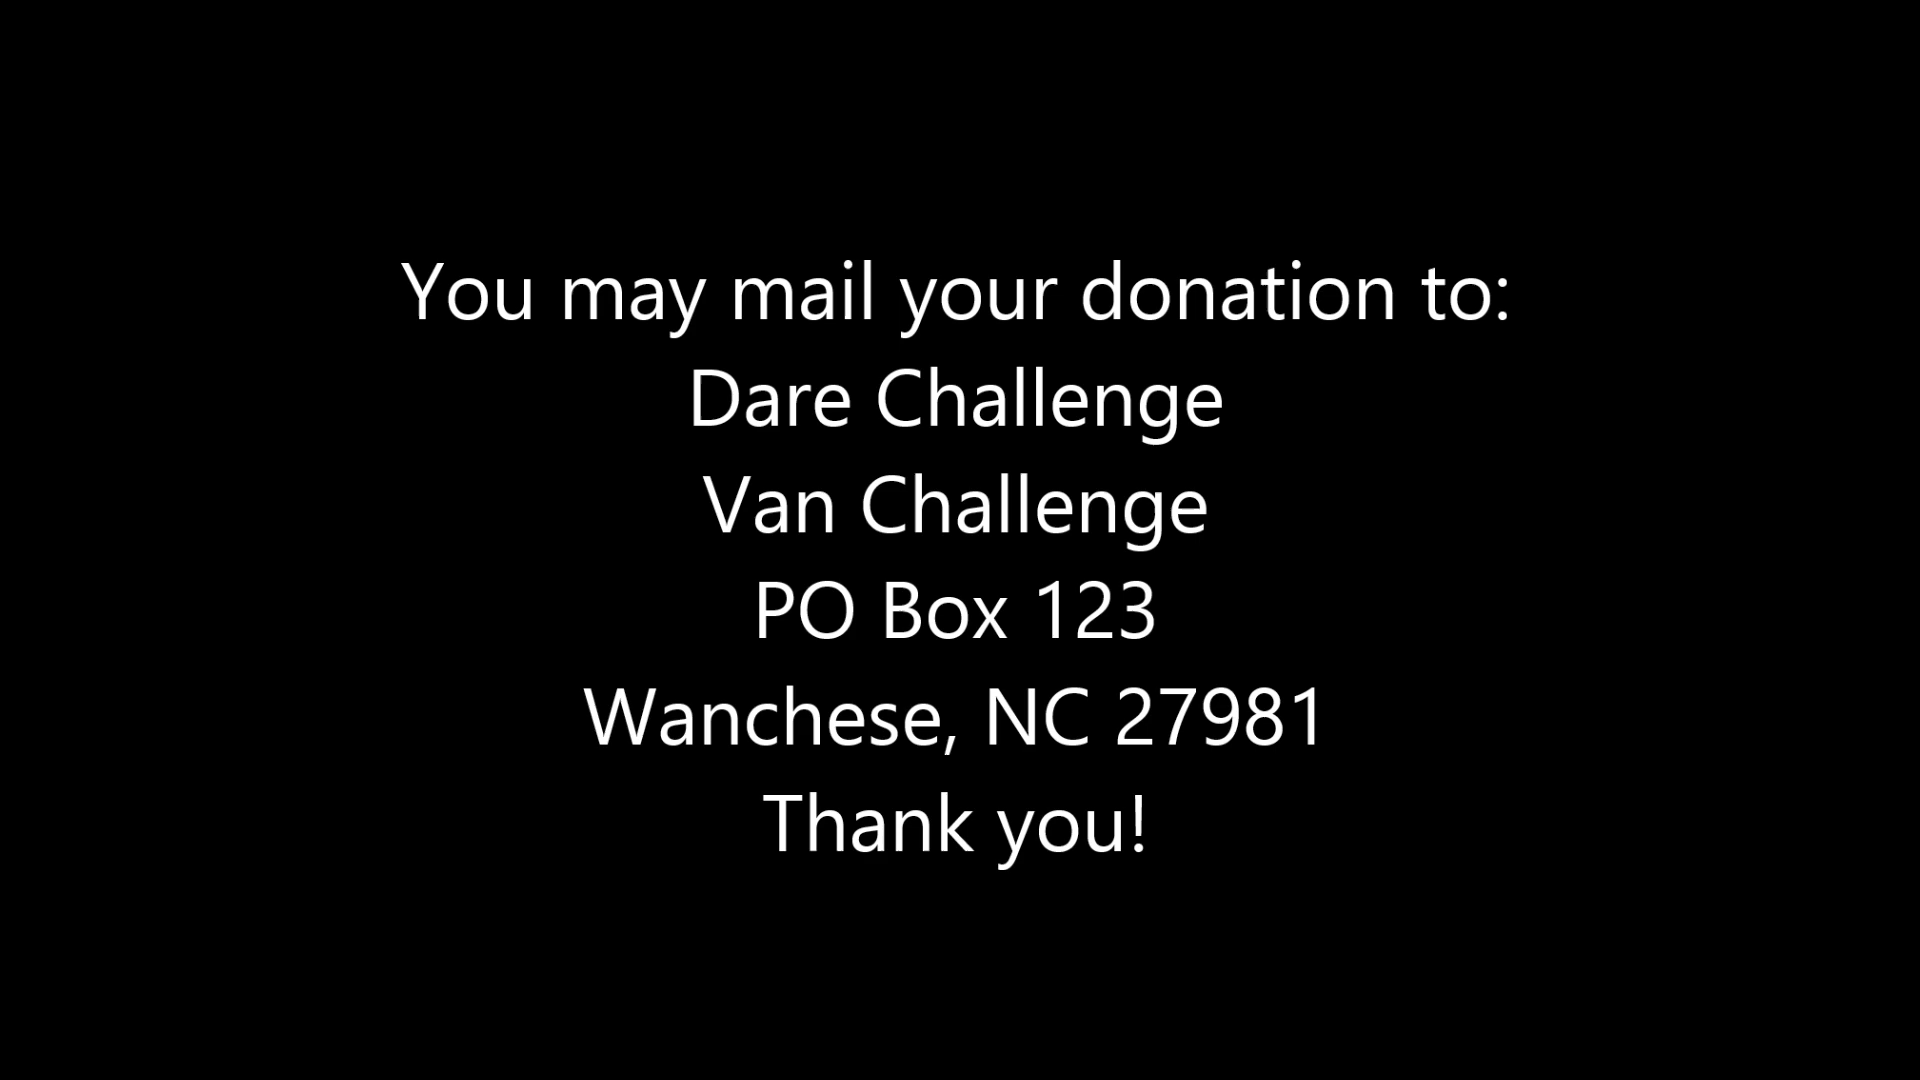 You may mail your donation to:
Dare Challenge
Van Challenge
PO Box 123
Wanchese, NC 27981
Thank you!